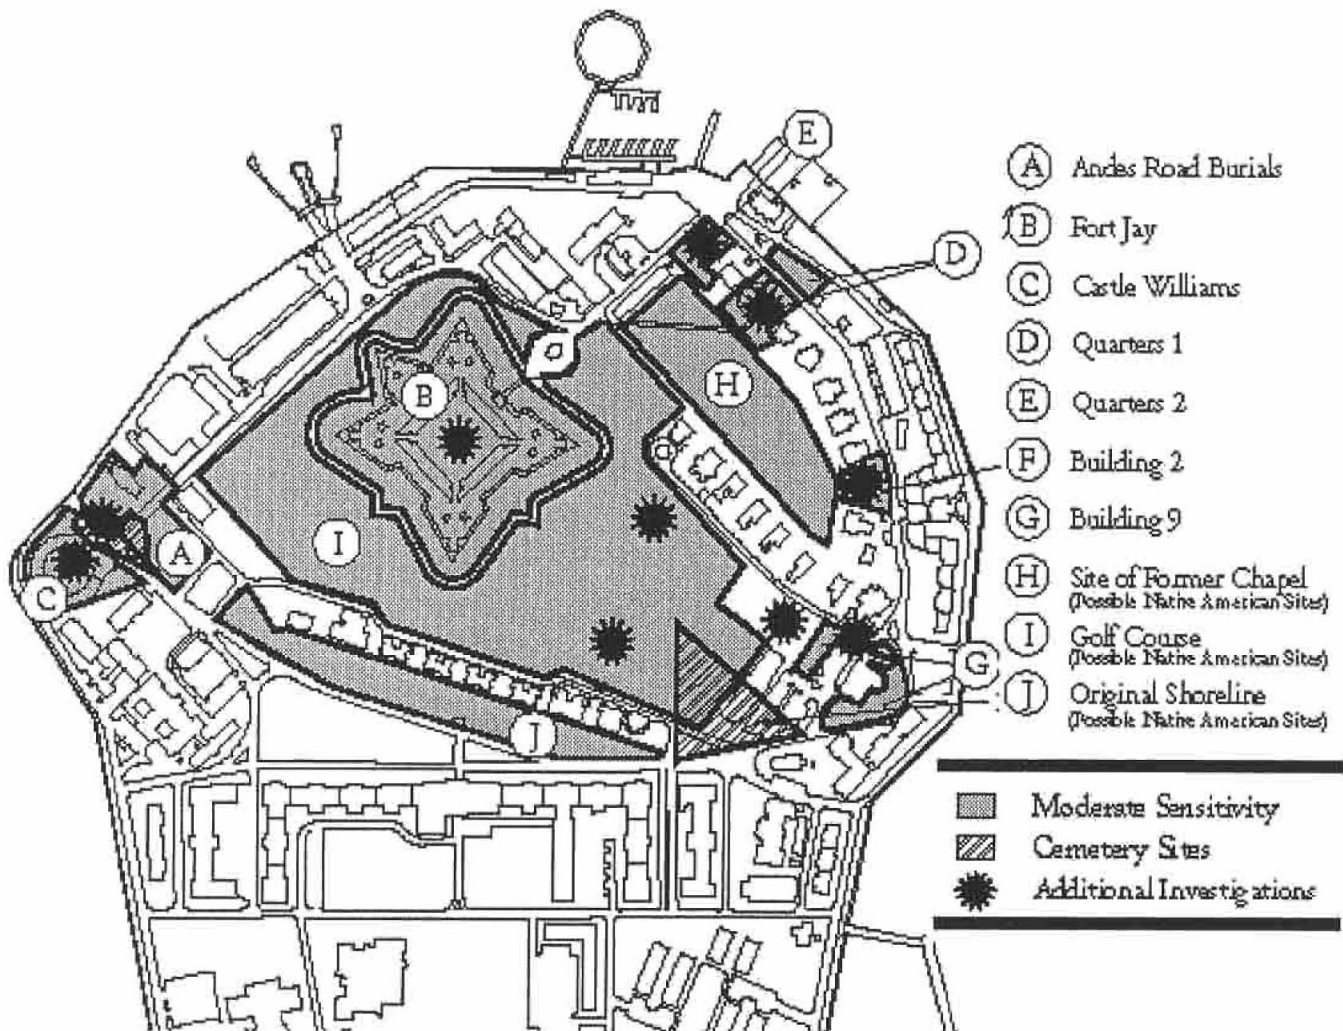 E
D
B
H
I
A
C
J
G
A Andes Road Burials
B Fort Jay
C Castle Williams
D Quarters 1
E Quarters 2
F Building 2
G Building 9
H Site of Former Chapel
(Possible Native American Sites)
I Golf Course
(Possible Native American Sites)
J Original Shoreline
(Possible Native American Sites)
Moderate Sensitivity
Cemetery Sites
Additional Investigations